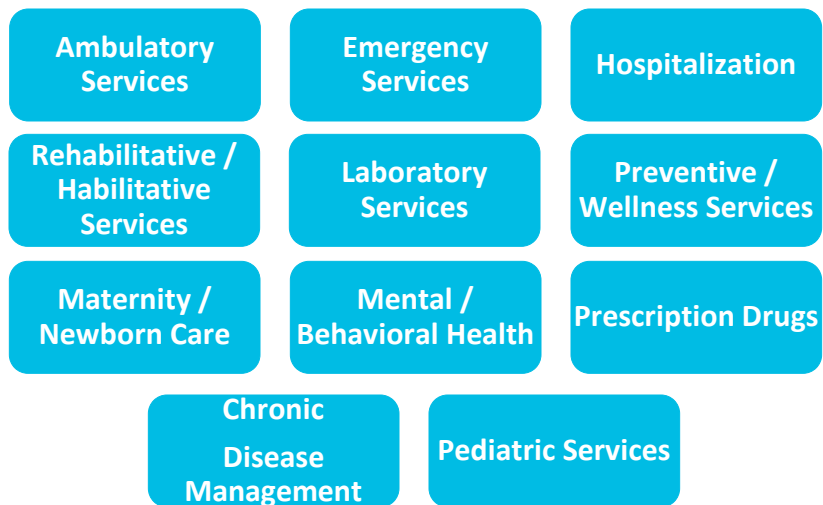 Ambulatory
Services
Emergency
Services
Hospitalization
Rehabilitative /
Habilitative
Services
Laboratory
Services
Preventive /
Wellness Services
Maternity /
Newborn Care
Mental /
Behavioral Health
Prescription Drugs
Chronic
Disease
Management
Pediatric Services